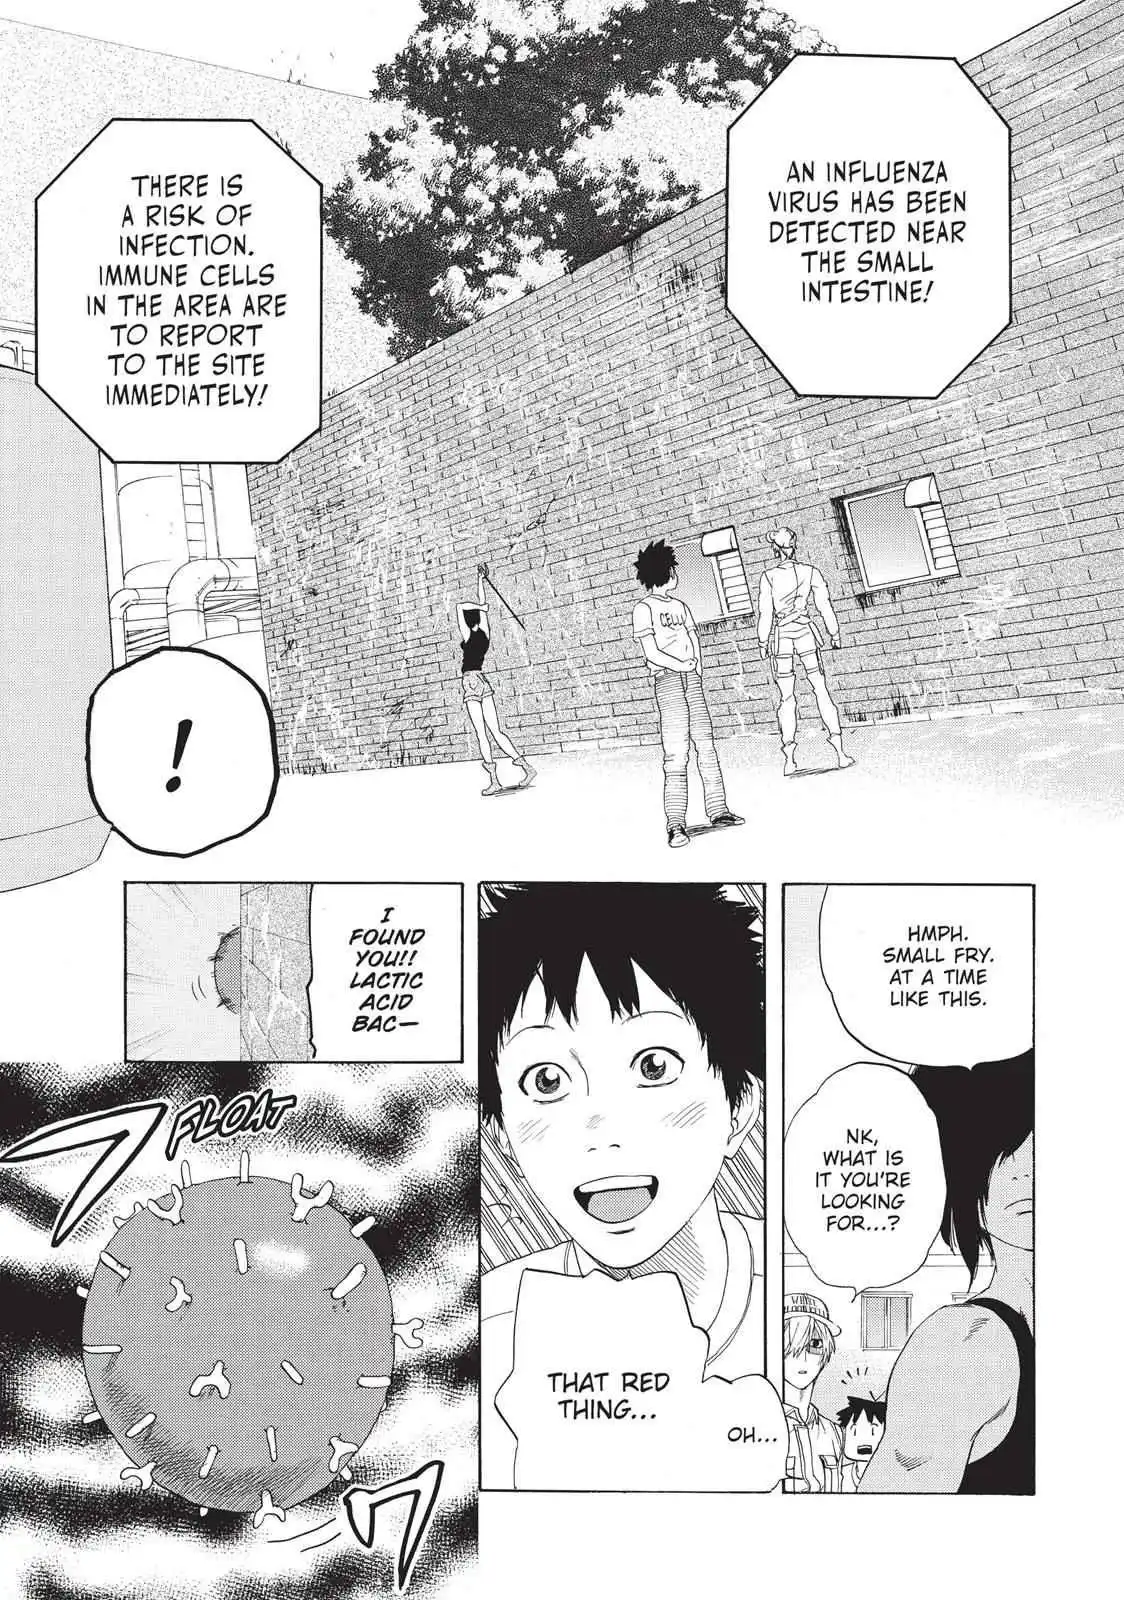 AN INFLUENZA
VIRUS HAS BEEN
DETECTED NEAR
THE SMALL
INTESTINE!
THERE IS
A RISK OF
INFECTION.
IMMUNE CELLS
IN THE AREA ARE
TO REPORT
TO THE SITE
IMMEDIATELY!
CELL
!
HMPH.
SMALL FRY.
AT A TIME
LIKE THIS.
NK,
WHAT IS
IT YOU'RE
LOOKING
FOR...?
THAT RED
THING...
OH...
I
FOUND
YOU!!
LACTIC
ACID
BAC—
フ
FLOAT
ワ